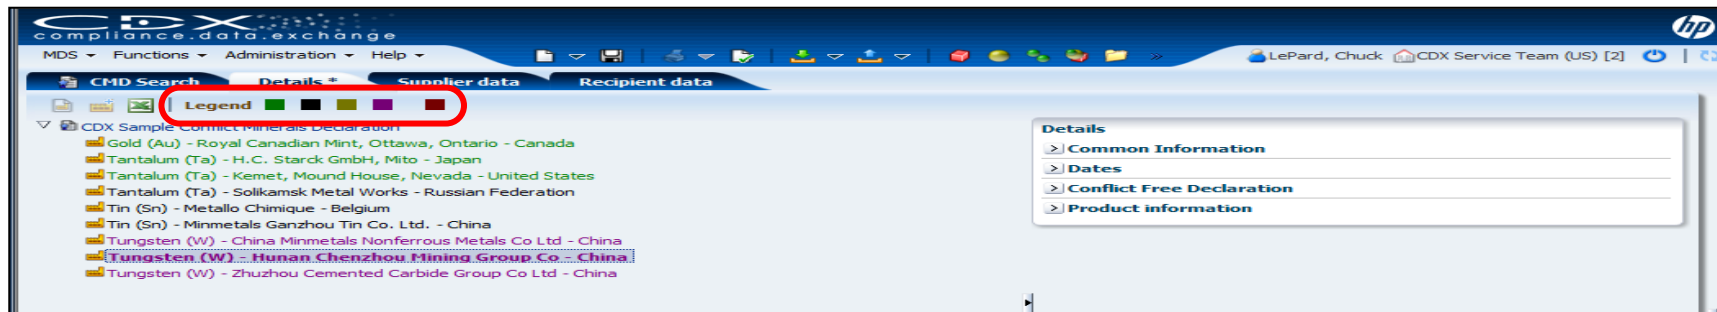 CDX
compliance.data.exchange
hp
MDS Functions Administration Help
LePard, Chuck CDX Service Team (US) [2]
CMD Search Details * Supplier data Recipient data
Legend
CDX Sample Conflict Minerals Declaration
Gold (Au) - Royal Canadian Mint, Ottawa, Ontario - Canada
Tantalum (Ta) - H.C. Starck GmbH, Mito - Japan
Tantalum (Ta) - Kemet, Mound House, Nevada - United States
Tantalum (Ta) - Solikamsk Metal Works - Russian Federation
Tin (Sn) - Metallo Chimique - Belgium
Tin (Sn) - Minmetals Ganzhou Tin Co. Ltd. - China
Tungsten (W) - China Minmetals Nonferrous Metals Co Ltd - China
Tungsten (W) - Hunan Chenzhou Mining Group Co - China
Tungsten (W) - Zhuzhou Cemented Carbide Group Co Ltd - China
Details
Common Information
Dates
Conflict Free Declaration
Product information